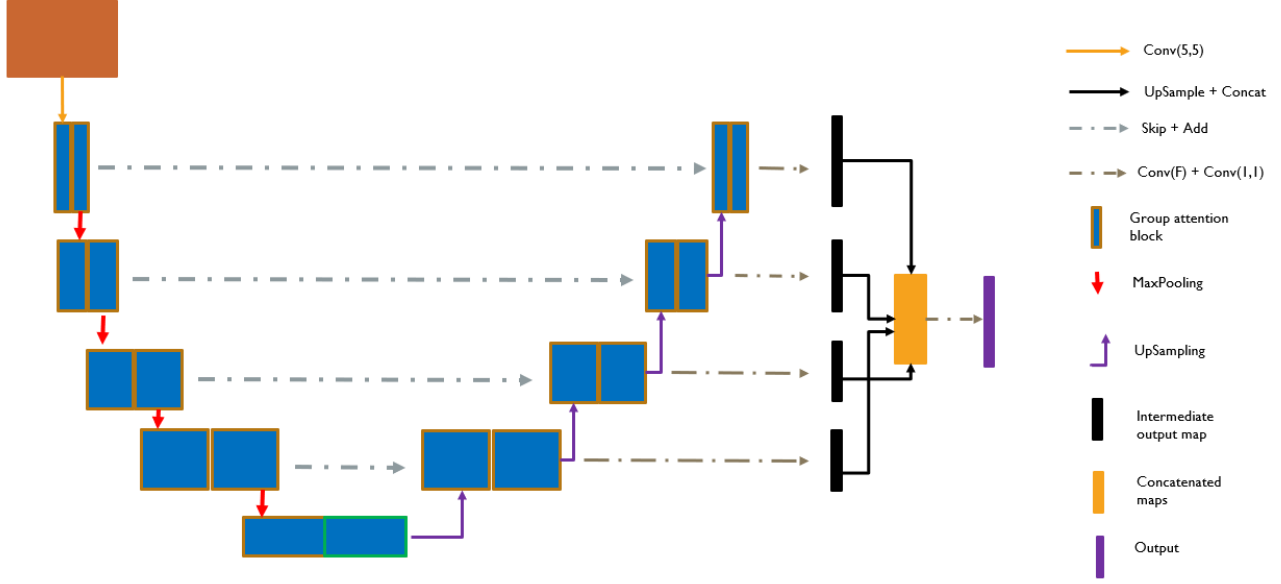 Conv(5,5)
UpSample + Concat
Skip + Add
Conv(F) + Conv(1,1)
Group attention
block
MaxPooling
UpSampling
Intermediate
output map
Concatenated
maps
Output